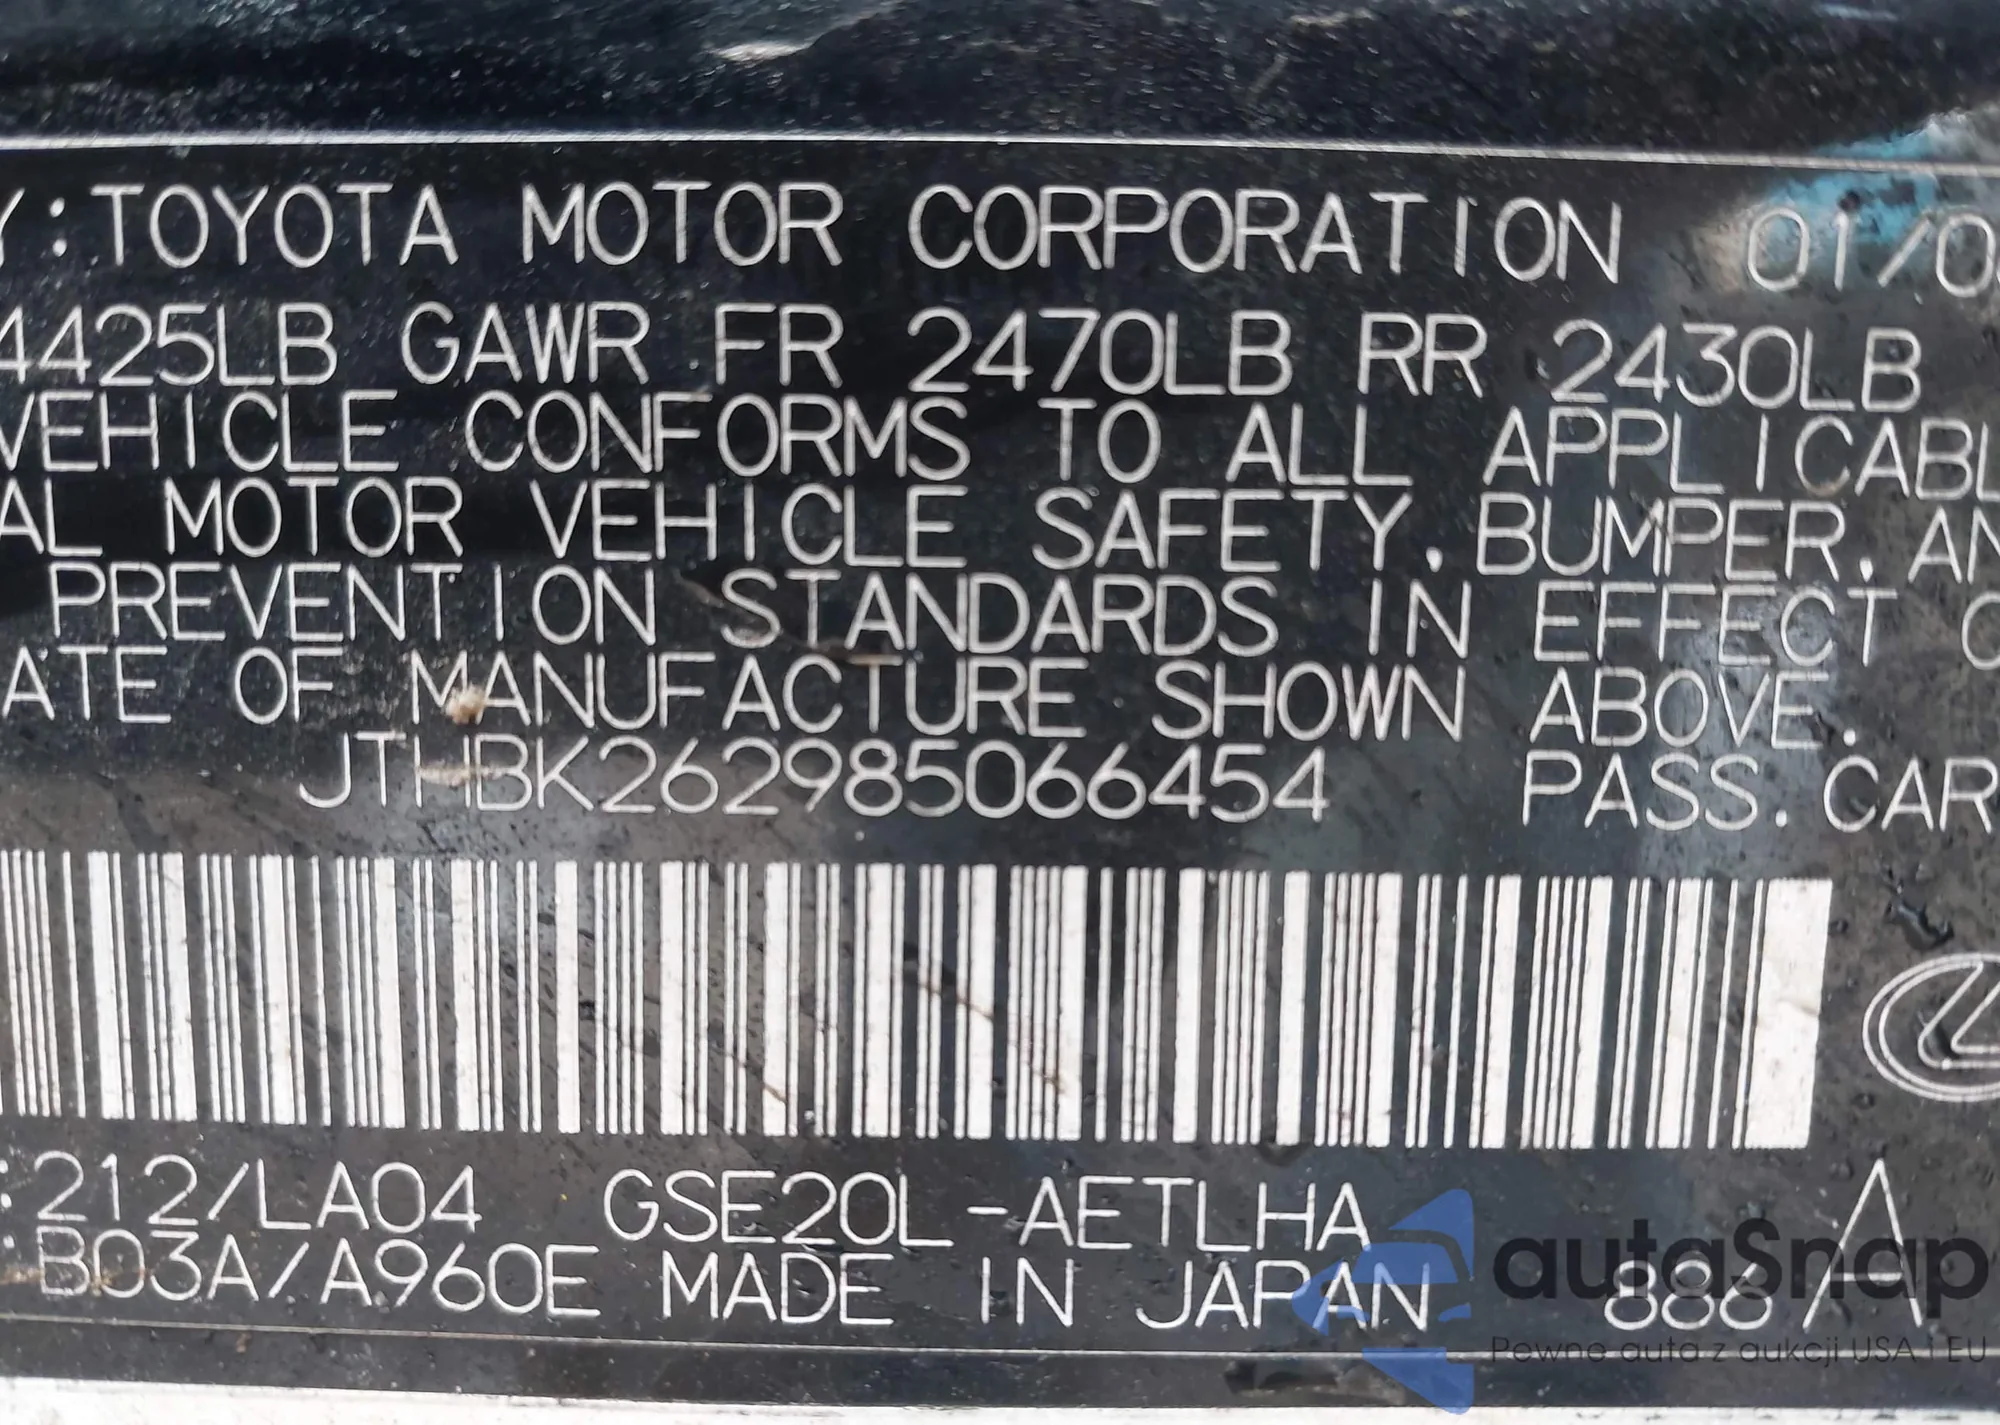 Y:TOYOTA MOTOR CORPORATION 01/0
4425LB GAWR FR 2470LB RR 2430LB
VEHICLE CONFORMS TO ALL APPLICABL
AL MOTOR VEHICLE SAFETY, BUMPER, AN
PREVENTION STANDARDS IN EFFECT O
ATE OF MANUFACTURE SHOWN ABOVE.
JTHBK262985066454 PASS. CAR
:212/LA04 GSE20L-AETLHA
:B03A/A960E MADE IN JAPAN 886 A
autoSnap
Pewne auta z aukcji USA i EU